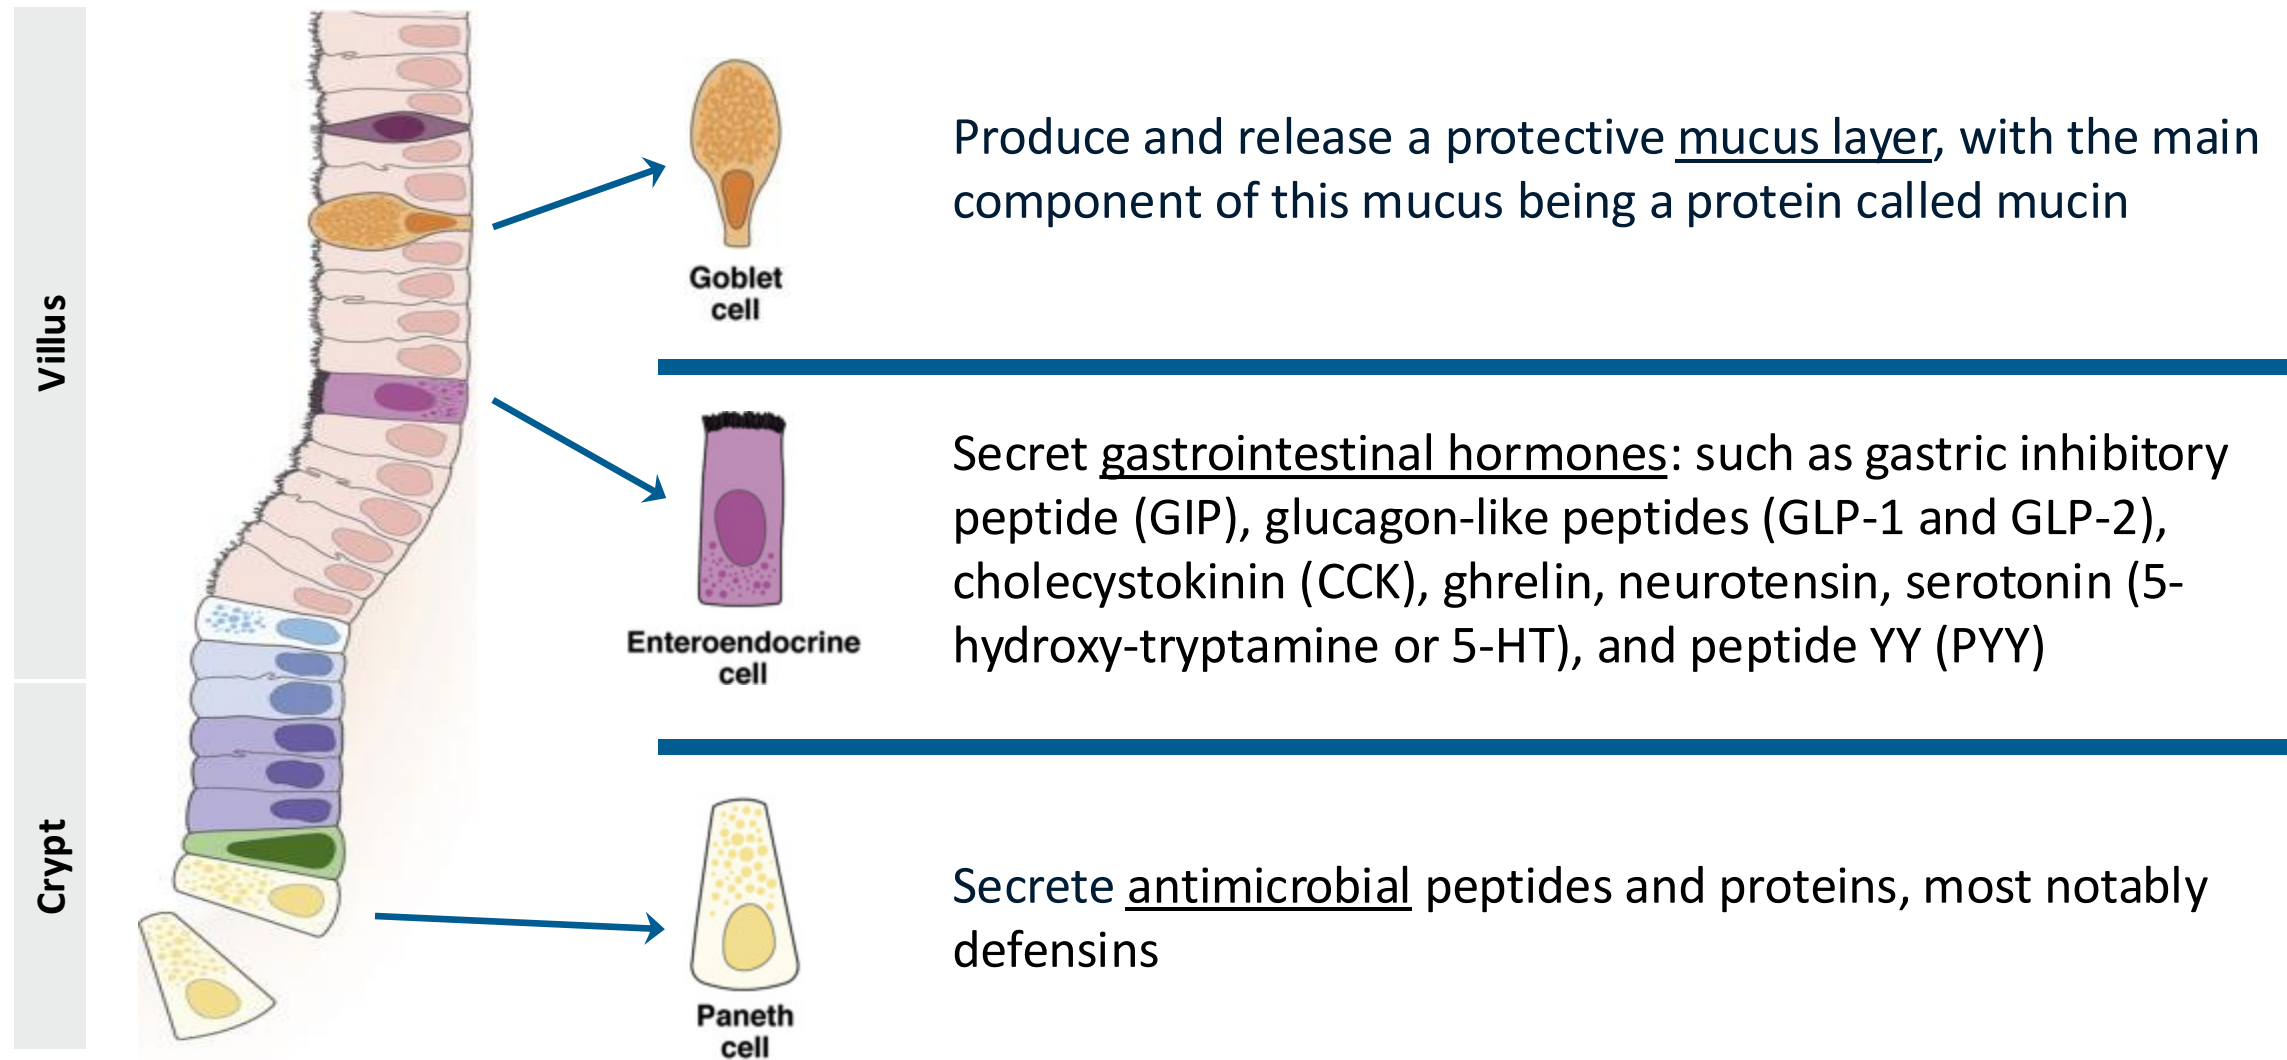 Villus
Crypt
Goblet
cell
Produce and release a protective mucus layer, with the main
component of this mucus being a protein called mucin
Enteroendocrine
cell
Secret gastrointestinal hormones: such as gastric inhibitory
peptide (GIP), glucagon-like peptides (GLP-1 and GLP-2),
cholecystokinin (CCK), ghrelin, neurotensin, serotonin (5-
hydroxy-tryptamine or 5-HT), and peptide YY (PYY)
Paneth
cell
Secrete antimicrobial peptides and proteins, most notably
defensins